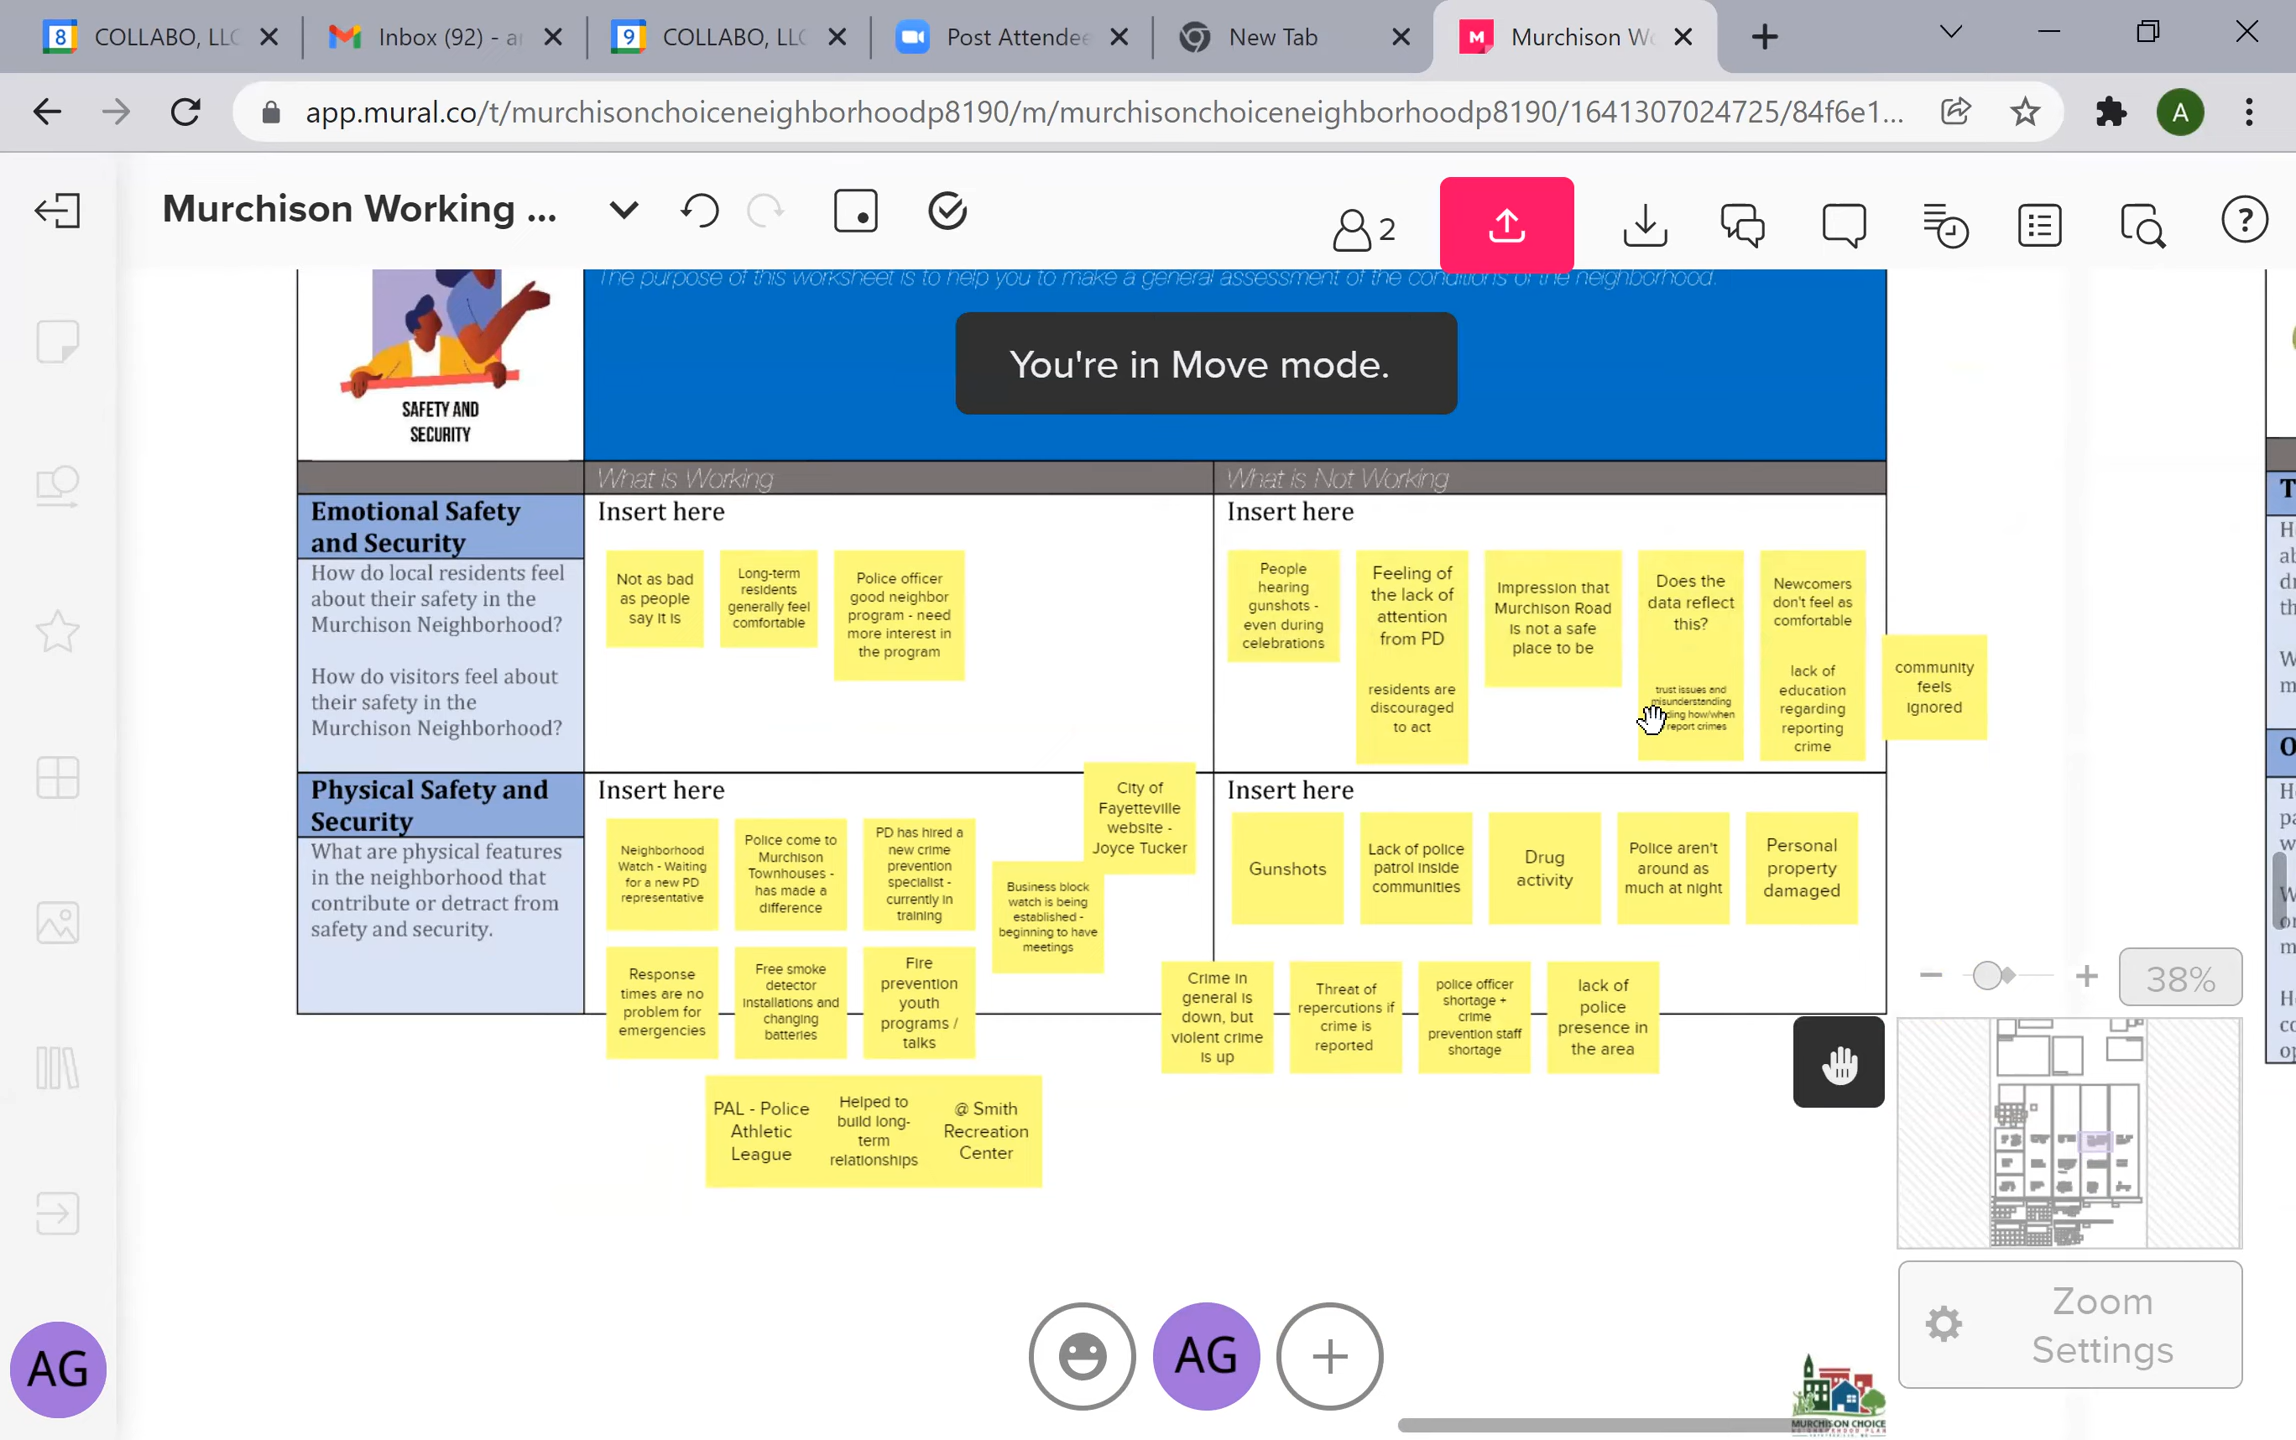 8 COLLABO, LLC
Inbox (92) - ar
9 COLLABO, LLC
Post Attendee
New Tab
M Murchison Wo
app.mural.co/t/murchisonchoiceneighborhoodp8190/m/murchisonchoiceneighborhoodp8190/1641307024725/84f6e1...
A
Murchison Working ...
2
?
The purpose of this worksheet is to help you to make a general assessment of the conditions of the neighborhood.
You're in Move mode.
SAFETY AND
SECURITY
What is Working
What is Not Working
Emotional Safety
and Security
How do local residents feel
about their safety in the
Murchison Neighborhood?
How do visitors feel about
their safety in the
Murchison Neighborhood?
Insert here
Not as bad
as people
say it is
Long-term
residents
generally feel
comfortable
Police officer
good neighbor
program - need
more interest in
the program
Insert here
People
hearing
gunshots -
even during
celebrations
Feeling of
the lack of
attention
from PD
residents are
discouraged
to act
Impression that
Murchison Road
is not a safe
place to be
Does the
data reflect
this?
trust issues and
misunderstanding
how/when
report crimes
Newcomers
don't feel as
comfortable
lack of
education
regarding
reporting
crime
community
feels
ignored
Physical Safety and
Security
What are physical features
in the neighborhood that
contribute or detract from
safety and security.
Insert here
Neighborhood
Watch - Waiting
for a new PD
representative
Police come to
Murchison
Townhouses -
has made a
difference
PD has hired a
new crime
prevention
specialist -
currently in
training
Business block
watch is being
established -
beginning to have
meetings
City of
Fayetteville
website -
Joyce Tucker
Response
times are no
problem for
emergencies
Free smoke
detector
installations and
changing
batteries
Fire
prevention
youth
programs /
talks
PAL - Police
Athletic
League
Helped to
build long-
term
relationships
@ Smith
Recreation
Center
Insert here
Gunshots
Lack of police
patrol inside
communities
Drug
activity
Police aren't
around as
much at night
Personal
property
damaged
Crime in
general is
down, but
violent crime
is up
Threat of
repercutions if
crime is
reported
police officer
shortage +
crime
prevention staff
shortage
lack of
police
presence in
the area
38%
Zoom
Settings
AG
AG
MURCHISON CHOICE